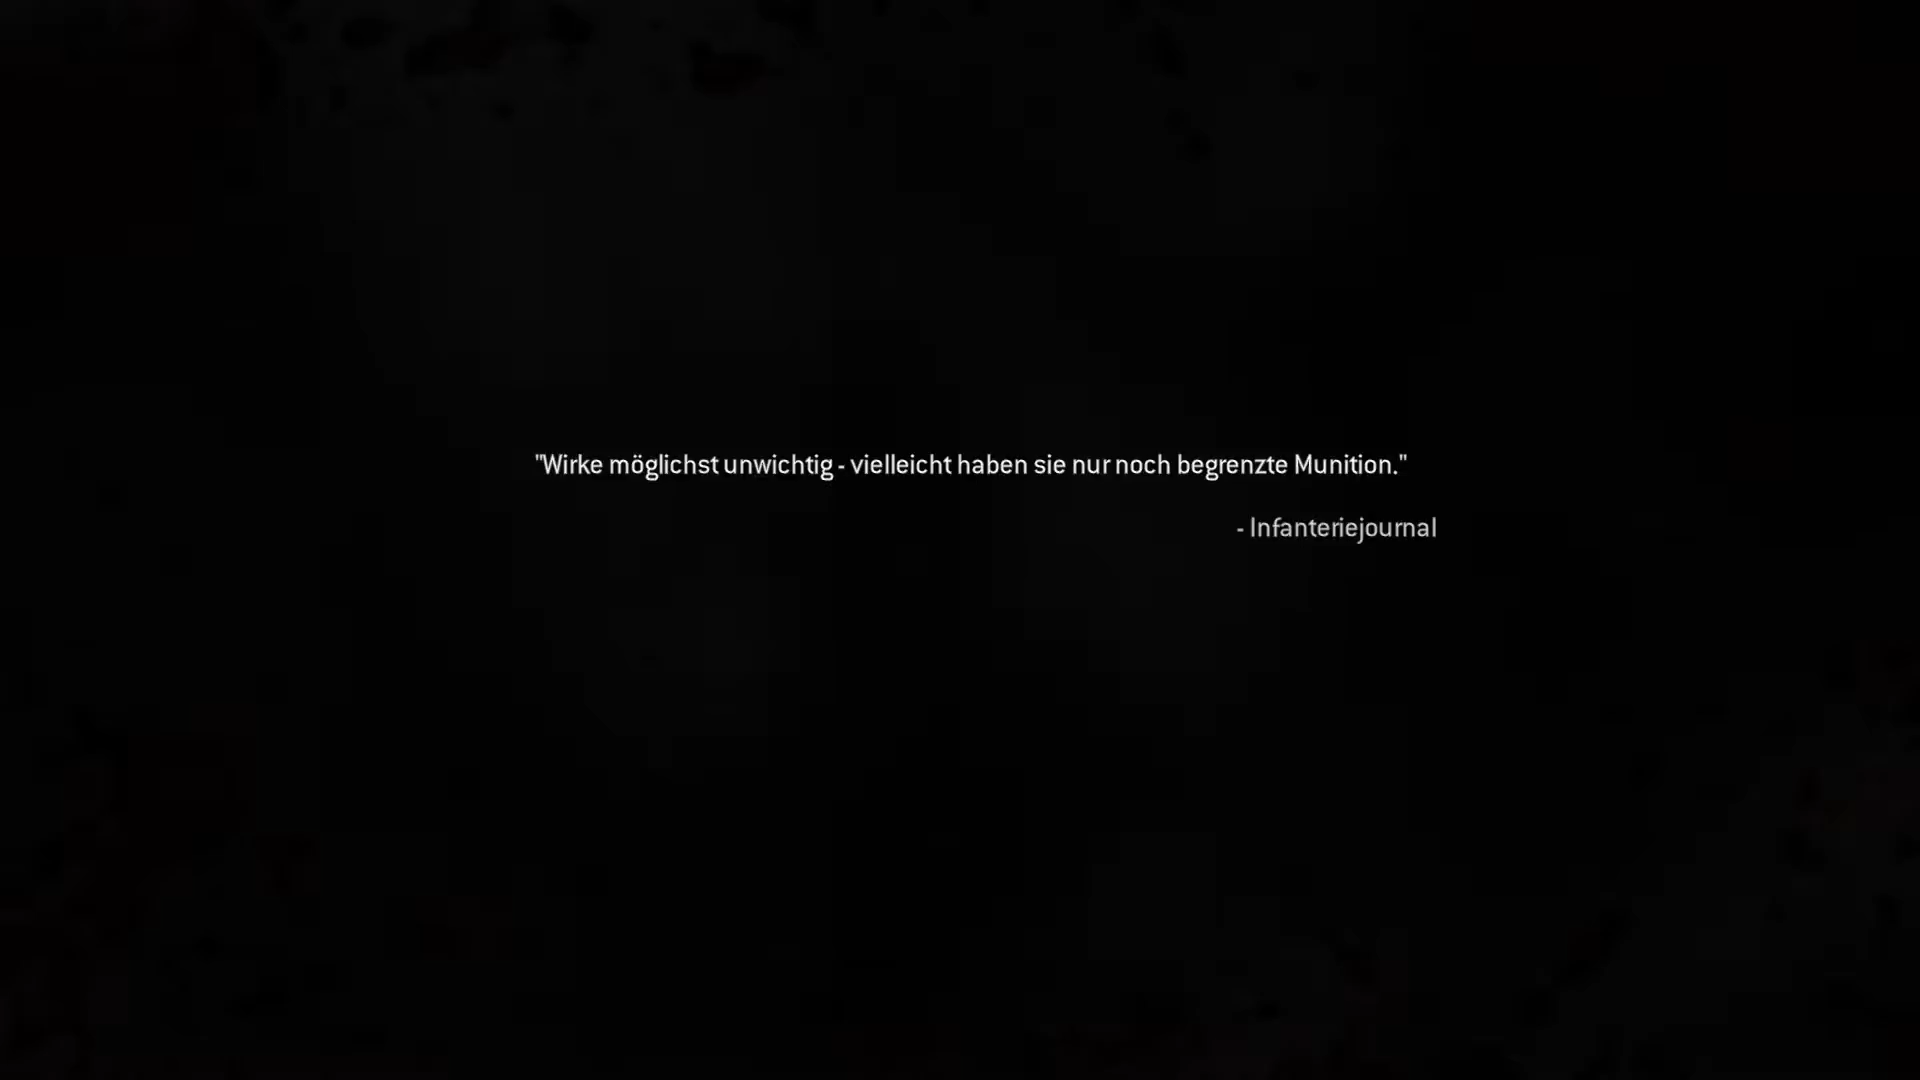 "Wirke möglichst unwichtig - vielleicht haben sie nur noch begrenzte Munition."
- Infanteriejournal